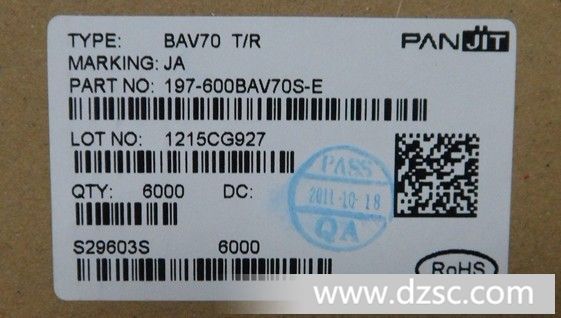 TYPE: BAV70 T/R
PANJIT
MARKING: JA
PART NO: 197-600BAV70S-E
LOT NO: 1215CG927
PASS
2011-10-18
QA
QTY: 6000 DC:
S29603S 6000
RoHS
www.dzsc.com